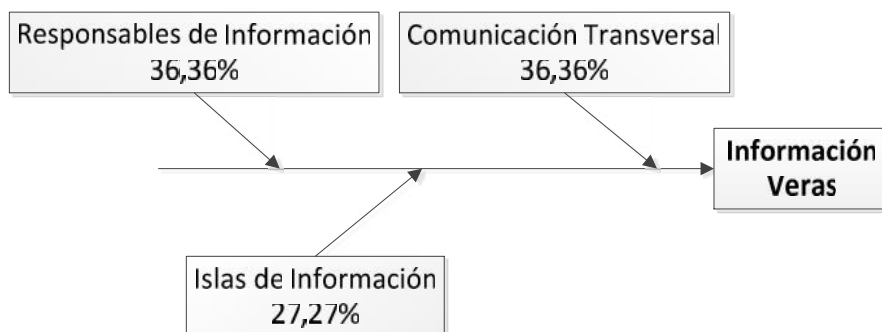 Responsables de Información
36,36%
Comunicación Transversal
36,36%
Información
Veras
Islas de Información
27,27%